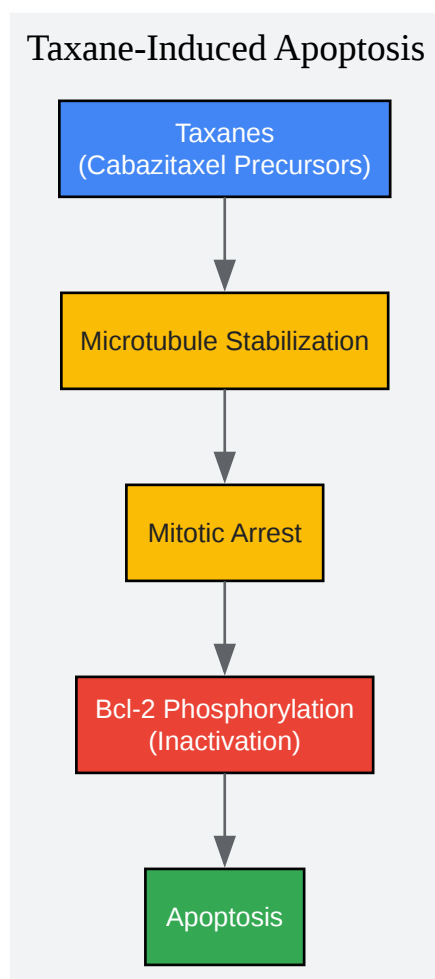 Taxane-Induced Apoptosis
Taxanes
(Cabazitaxel Precursors)
Microtubule Stabilization
Mitotic Arrest
Bcl-2 Phosphorylation
(Inactivation)
Apoptosis